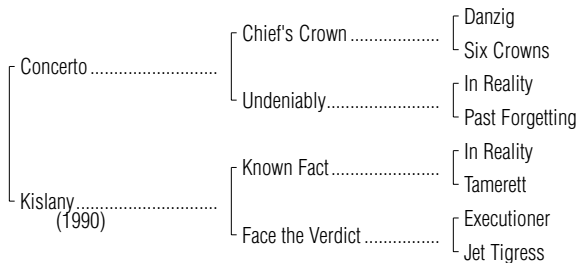 Danzig
Chief's Crown ...................
Six Crowns
Concerto ...........................
In Reality
Undeniably........................
Past Forgetting
In Reality
Known Fact.......................
Tamerett
Kislany..............................
(1990)
Executioner
Face the Verdict ................
Jet Tigress